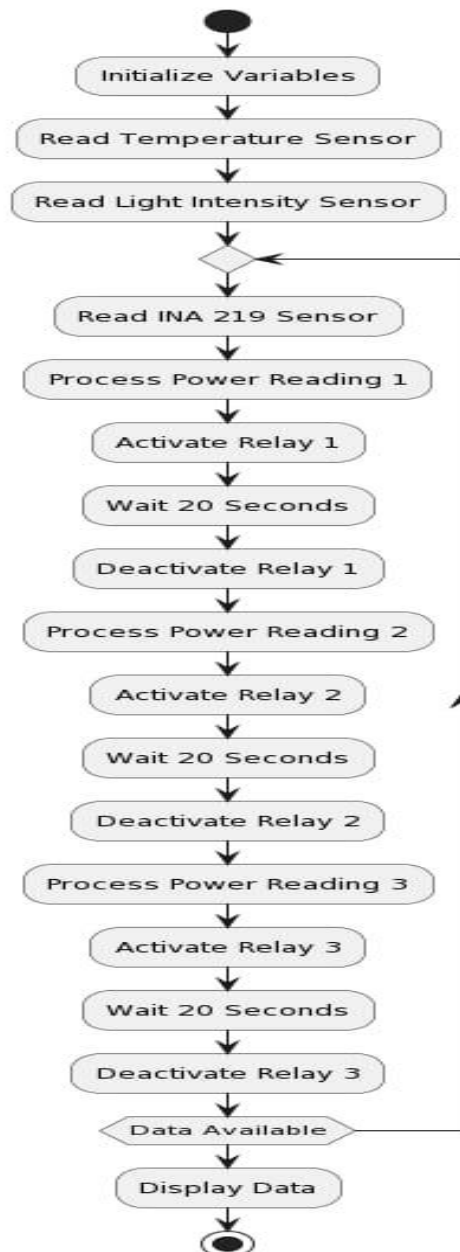 Initialize Variables
Read Temperature Sensor
Read Light Intensity Sensor
Read INA 219 Sensor
Process Power Reading 1
Activate Relay 1
Wait 20 Seconds
Deactivate Relay 1
Process Power Reading 2
Activate Relay 2
Wait 20 Seconds
Deactivate Relay 2
Process Power Reading 3
Activate Relay 3
Wait 20 Seconds
Deactivate Relay 3
Data Available
Display Data